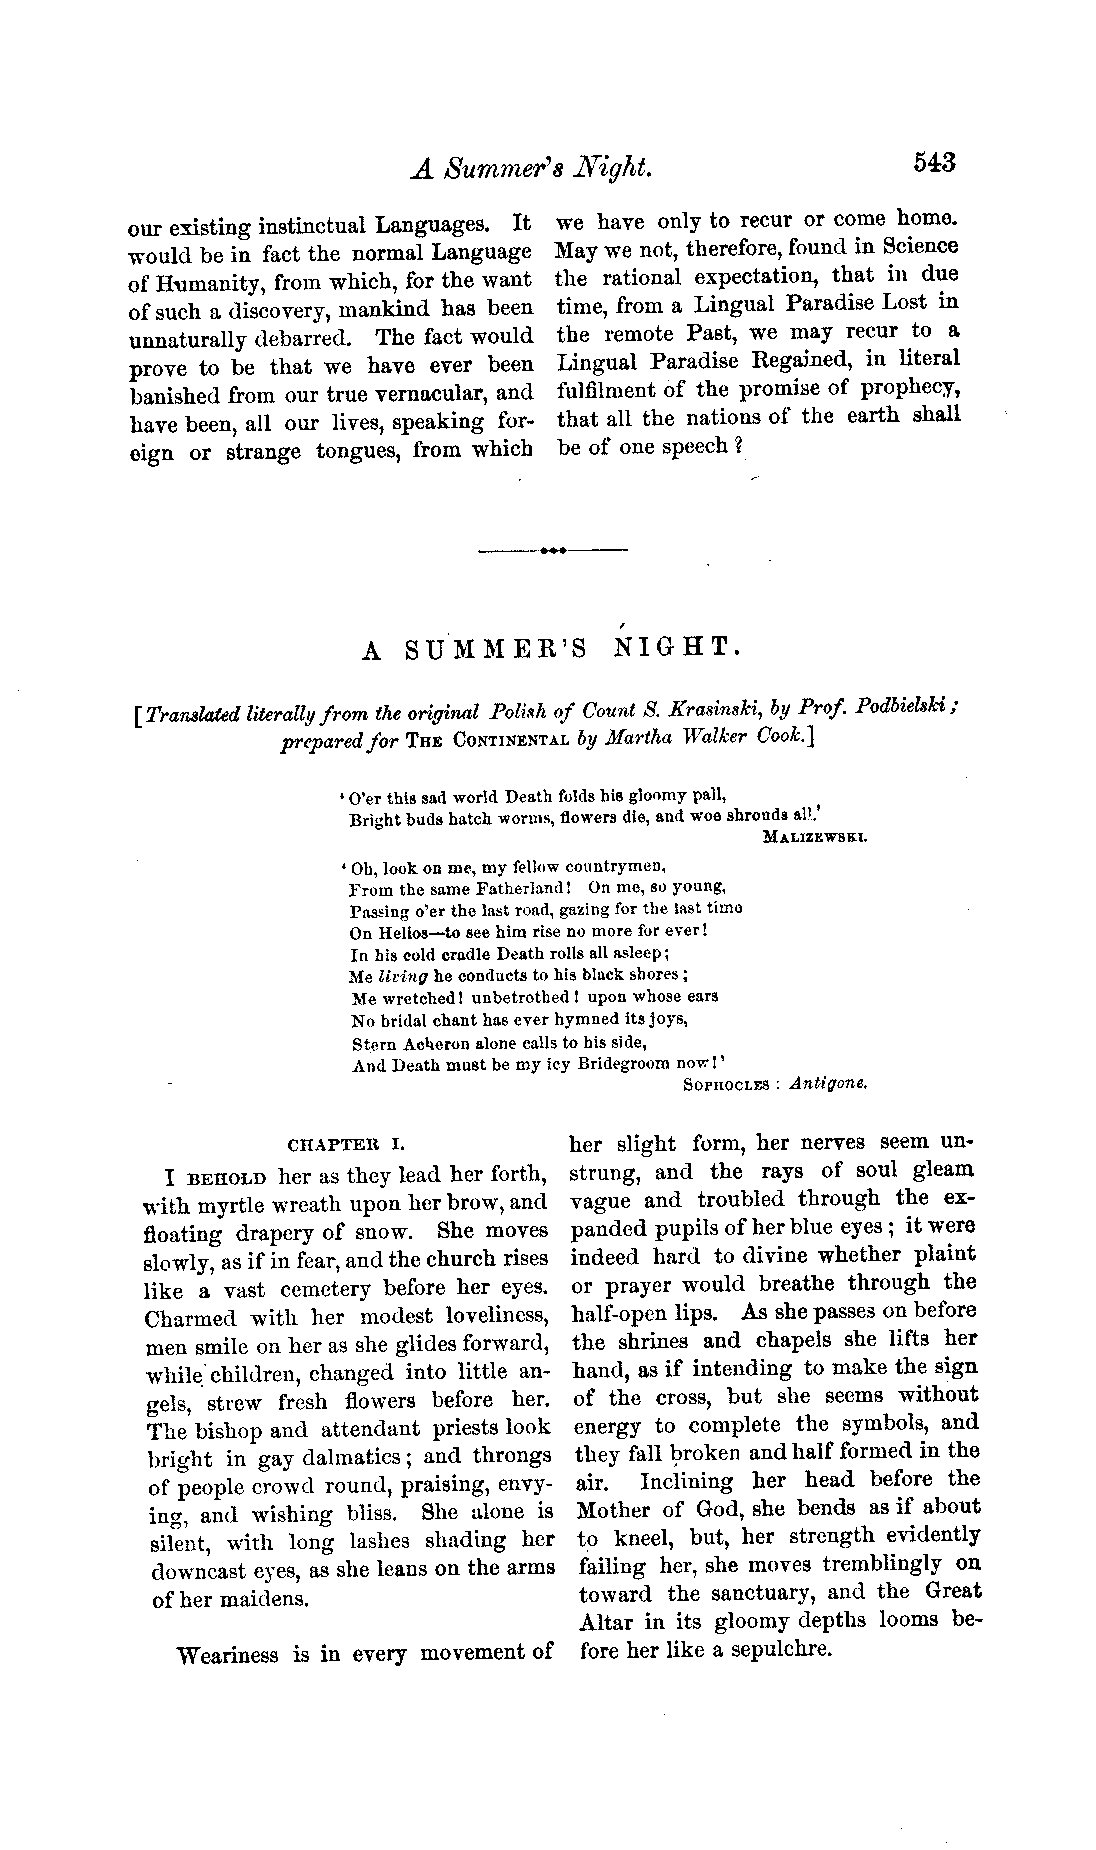 A Summer's Night.
543
our existing instinctual Languages. It
would be in fact the normal Language
of Humanity, from which, for the want
of such a discovery, mankind has been
unnaturally debarred. The fact would
prove to be that we have ever been
banished from our true vernacular, and
have been, all our lives, speaking for-
eign or strange tongues, from which
we have only to recur or come home.
May we not, therefore, found in Science
the rational expectation, that in due
time, from a Lingual Paradise Lost in
the remote Past, we may recur to a
Lingual Paradise Regained, in literal
fulfilment of the promise of prophecy,
that all the nations of the earth shall
be of one speech?
A SUMMER'S NIGHT.
[Translated literally from the original Polish of Count S. Krasinski, by Prof. Podbielski;
prepared for THE CONTINENTAL by Martha Walker Cook.]
'O'er this sad world Death folds his gloomy pall,
Bright buds hatch worms, flowers die, and woe shrouds all.'
MALIZEWSKI.
'Oh, look on me, my fellow countrymen,
From the same Fatherland! On me, so young,
Passing o'er the last road, gazing for the last time
On Helios—to see him rise no more for ever!
In his cold cradle Death rolls all asleep;
Me living he conducts to his black shores;
Me wretched! unbetrothed! upon whose ears
No bridal chant has ever hymned its joys,
Stern Acheron alone calls to his side,
And Death must be my icy Bridegroom now!'
SOPHOCLES: Antigone.
CHAPTER I.
I BEHOLD her as they lead her forth,
with myrtle wreath upon her brow, and
floating drapery of snow. She moves
slowly, as if in fear, and the church rises
like a vast cemetery before her eyes.
Charmed with her modest loveliness,
men smile on her as she glides forward,
while children, changed into little an-
gels, strew fresh flowers before her.
The bishop and attendant priests look
bright in gay dalmatics; and throngs
of people crowd round, praising, envy-
ing, and wishing bliss. She alone is
silent, with long lashes shading her
downcast eyes, as she leans on the arms
of her maidens.
Weariness is in every movement of
her slight form, her nerves seem un-
strung, and the rays of soul gleam
vague and troubled through the ex-
panded pupils of her blue eyes; it were
indeed hard to divine whether plaint
or prayer would breathe through the
half-open lips. As she passes on before
the shrines and chapels she lifts her
hand, as if intending to make the sign
of the cross, but she seems without
energy to complete the symbols, and
they fall broken and half formed in the
air. Inclining her head before the
Mother of God, she bends as if about
to kneel, but, her strength evidently
failing her, she moves tremblingly on
toward the sanctuary, and the Great
Altar in its gloomy depths looms be-
fore her like a sepulchre.